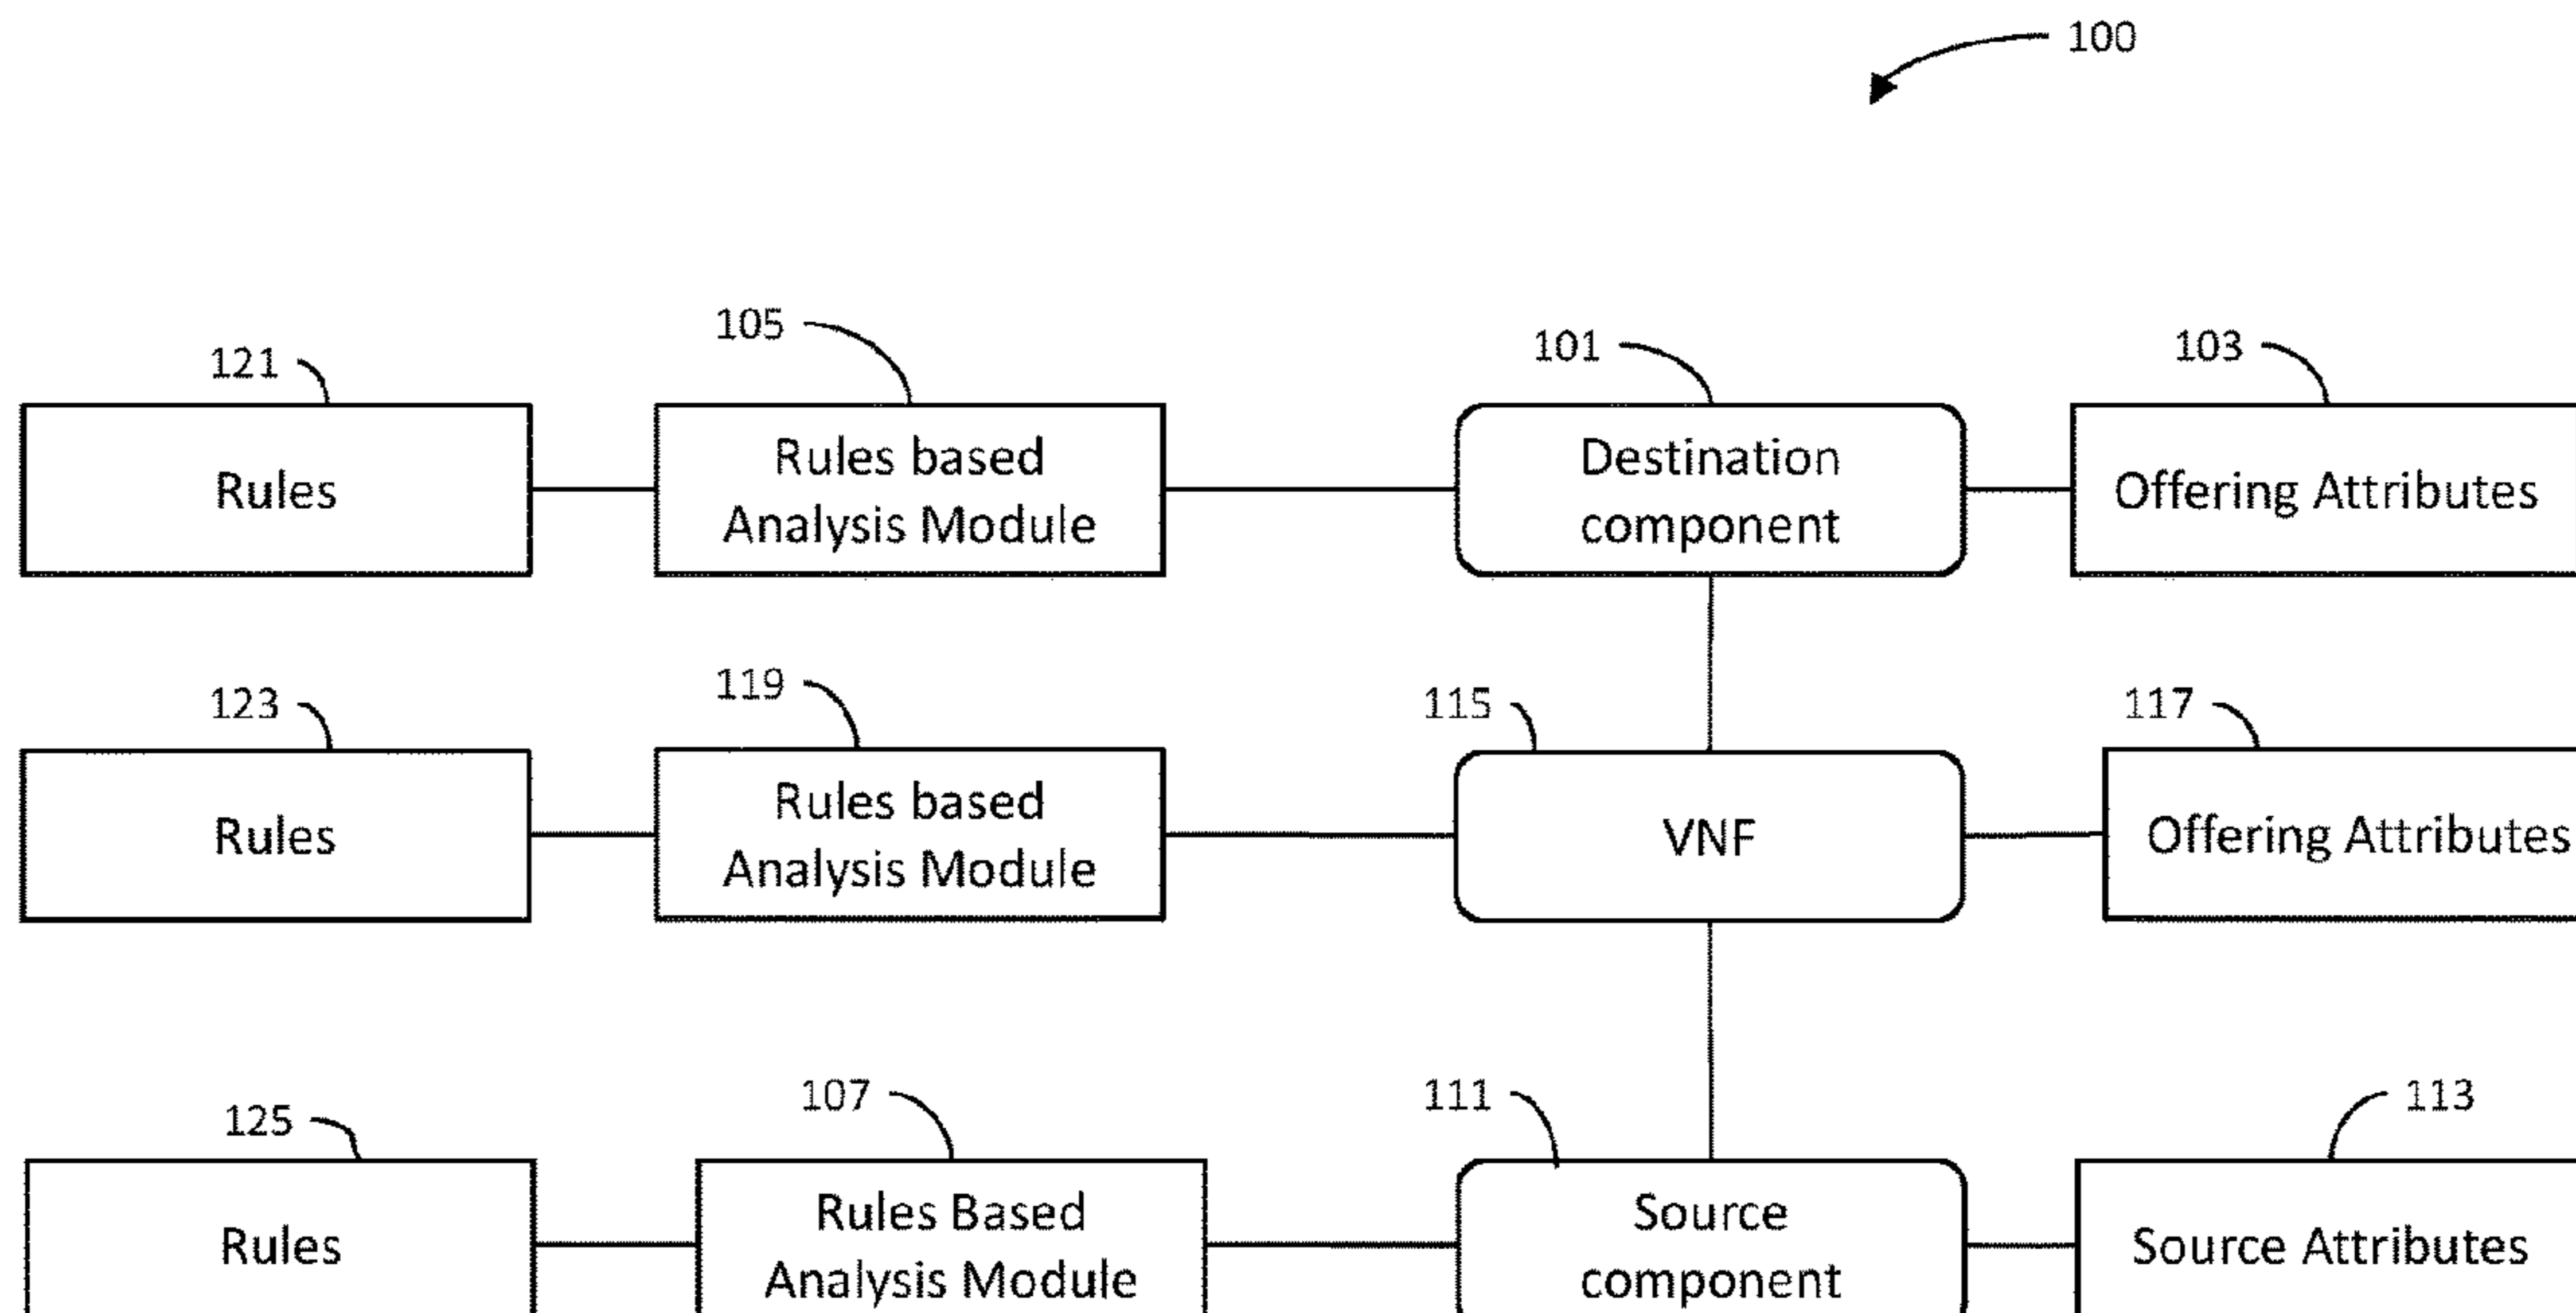 100
121
105
101
103
Rules
Rules based
Analysis Module
Destination
component
Offering Attributes
123
119
115
117
Rules
Rules based
Analysis Module
VNF
Offering Attributes
125
107
111
113
Rules
Rules Based
Analysis Module
Source
component
Source Attributes